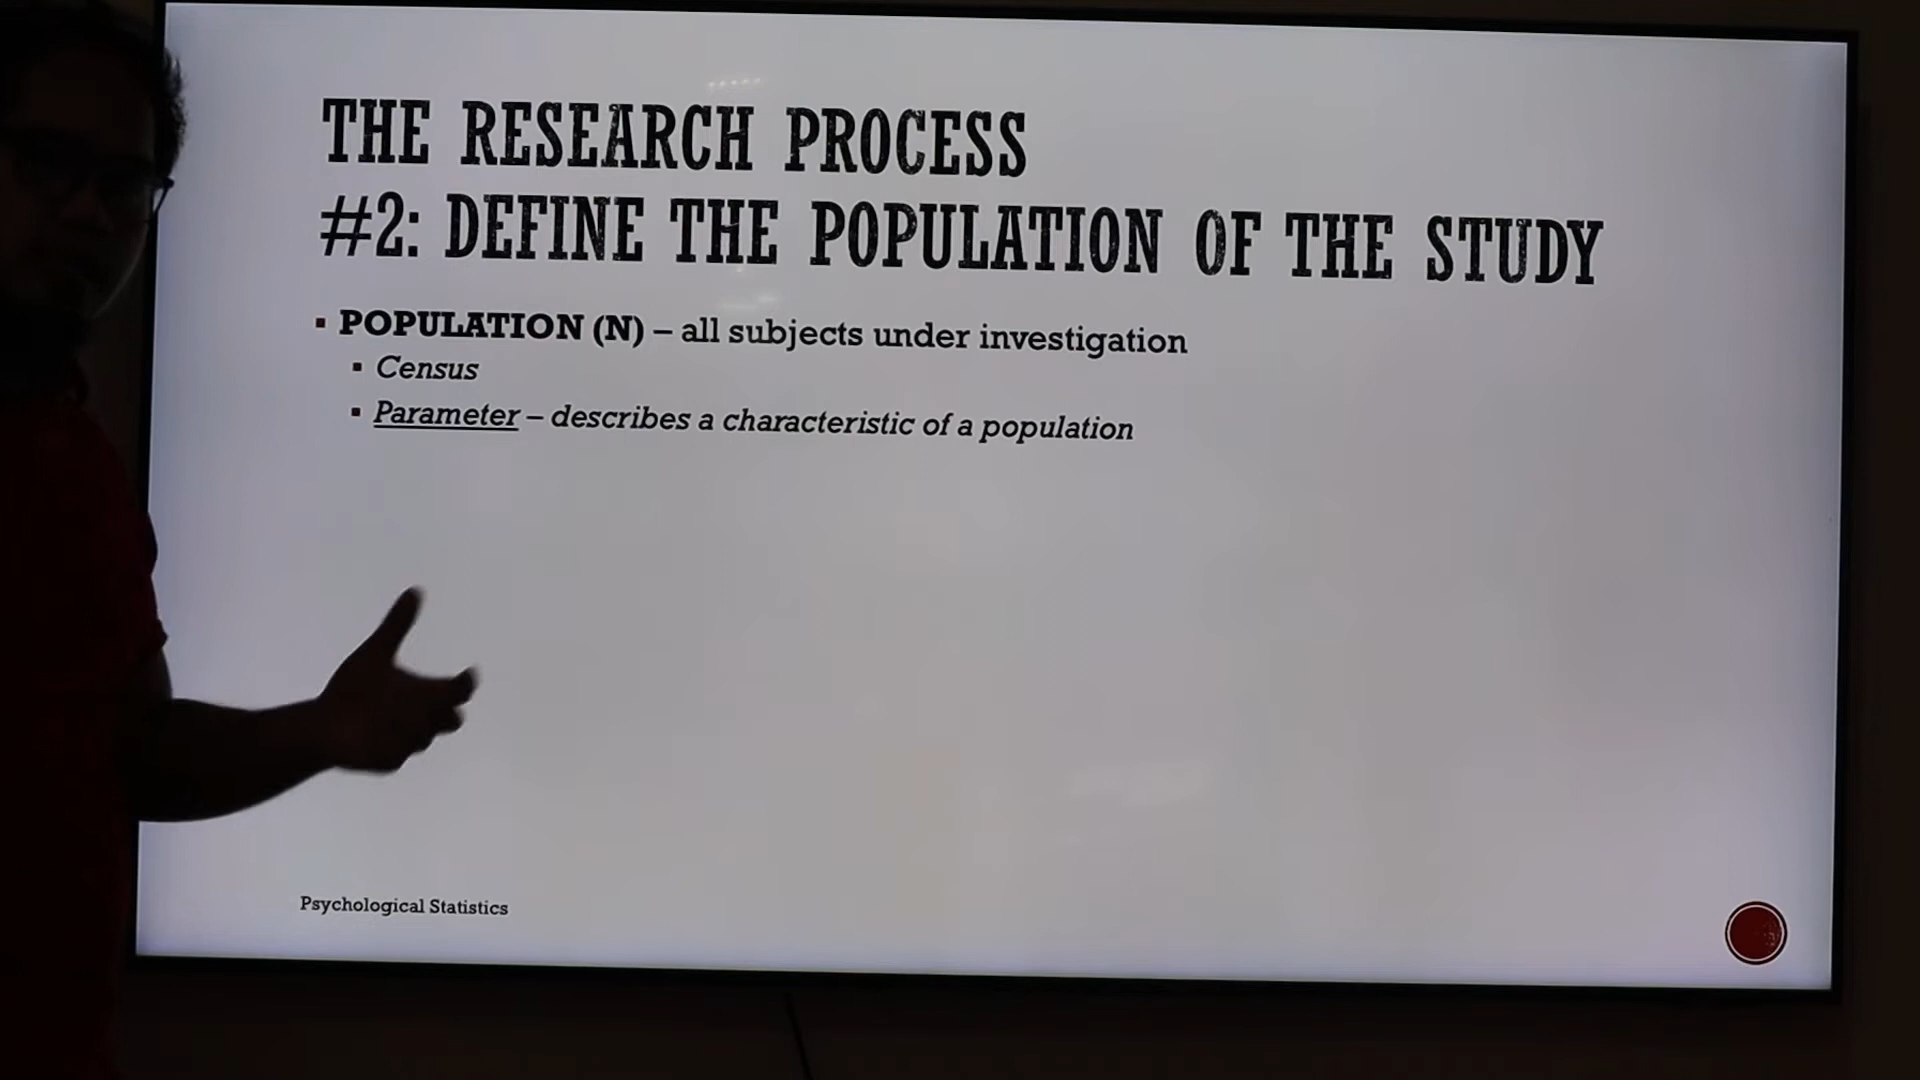 THE RESEARCH PROCESS
#2: DEFINE THE POPULATION OF THE STUDY
▪ POPULATION (N) – all subjects under investigation
▪ Census
▪ Parameter – describes a characteristic of a population
Psychological Statistics